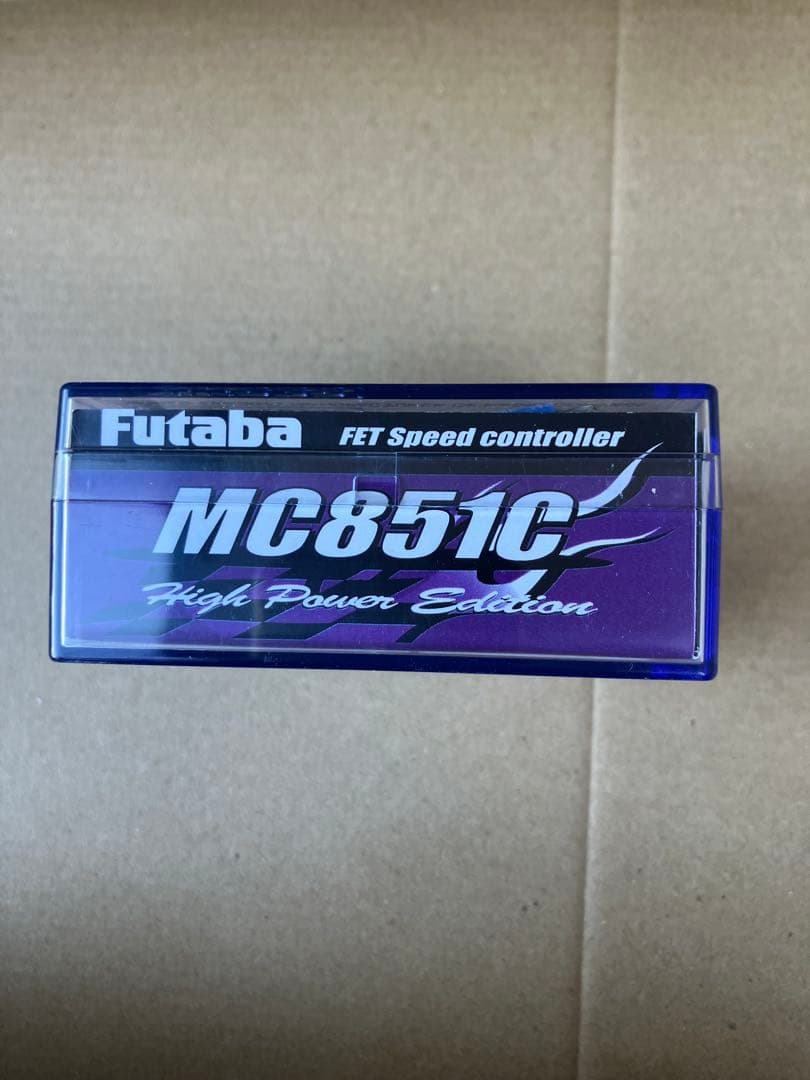 Futaba FET Speed controller
MC851C
High Power Edition